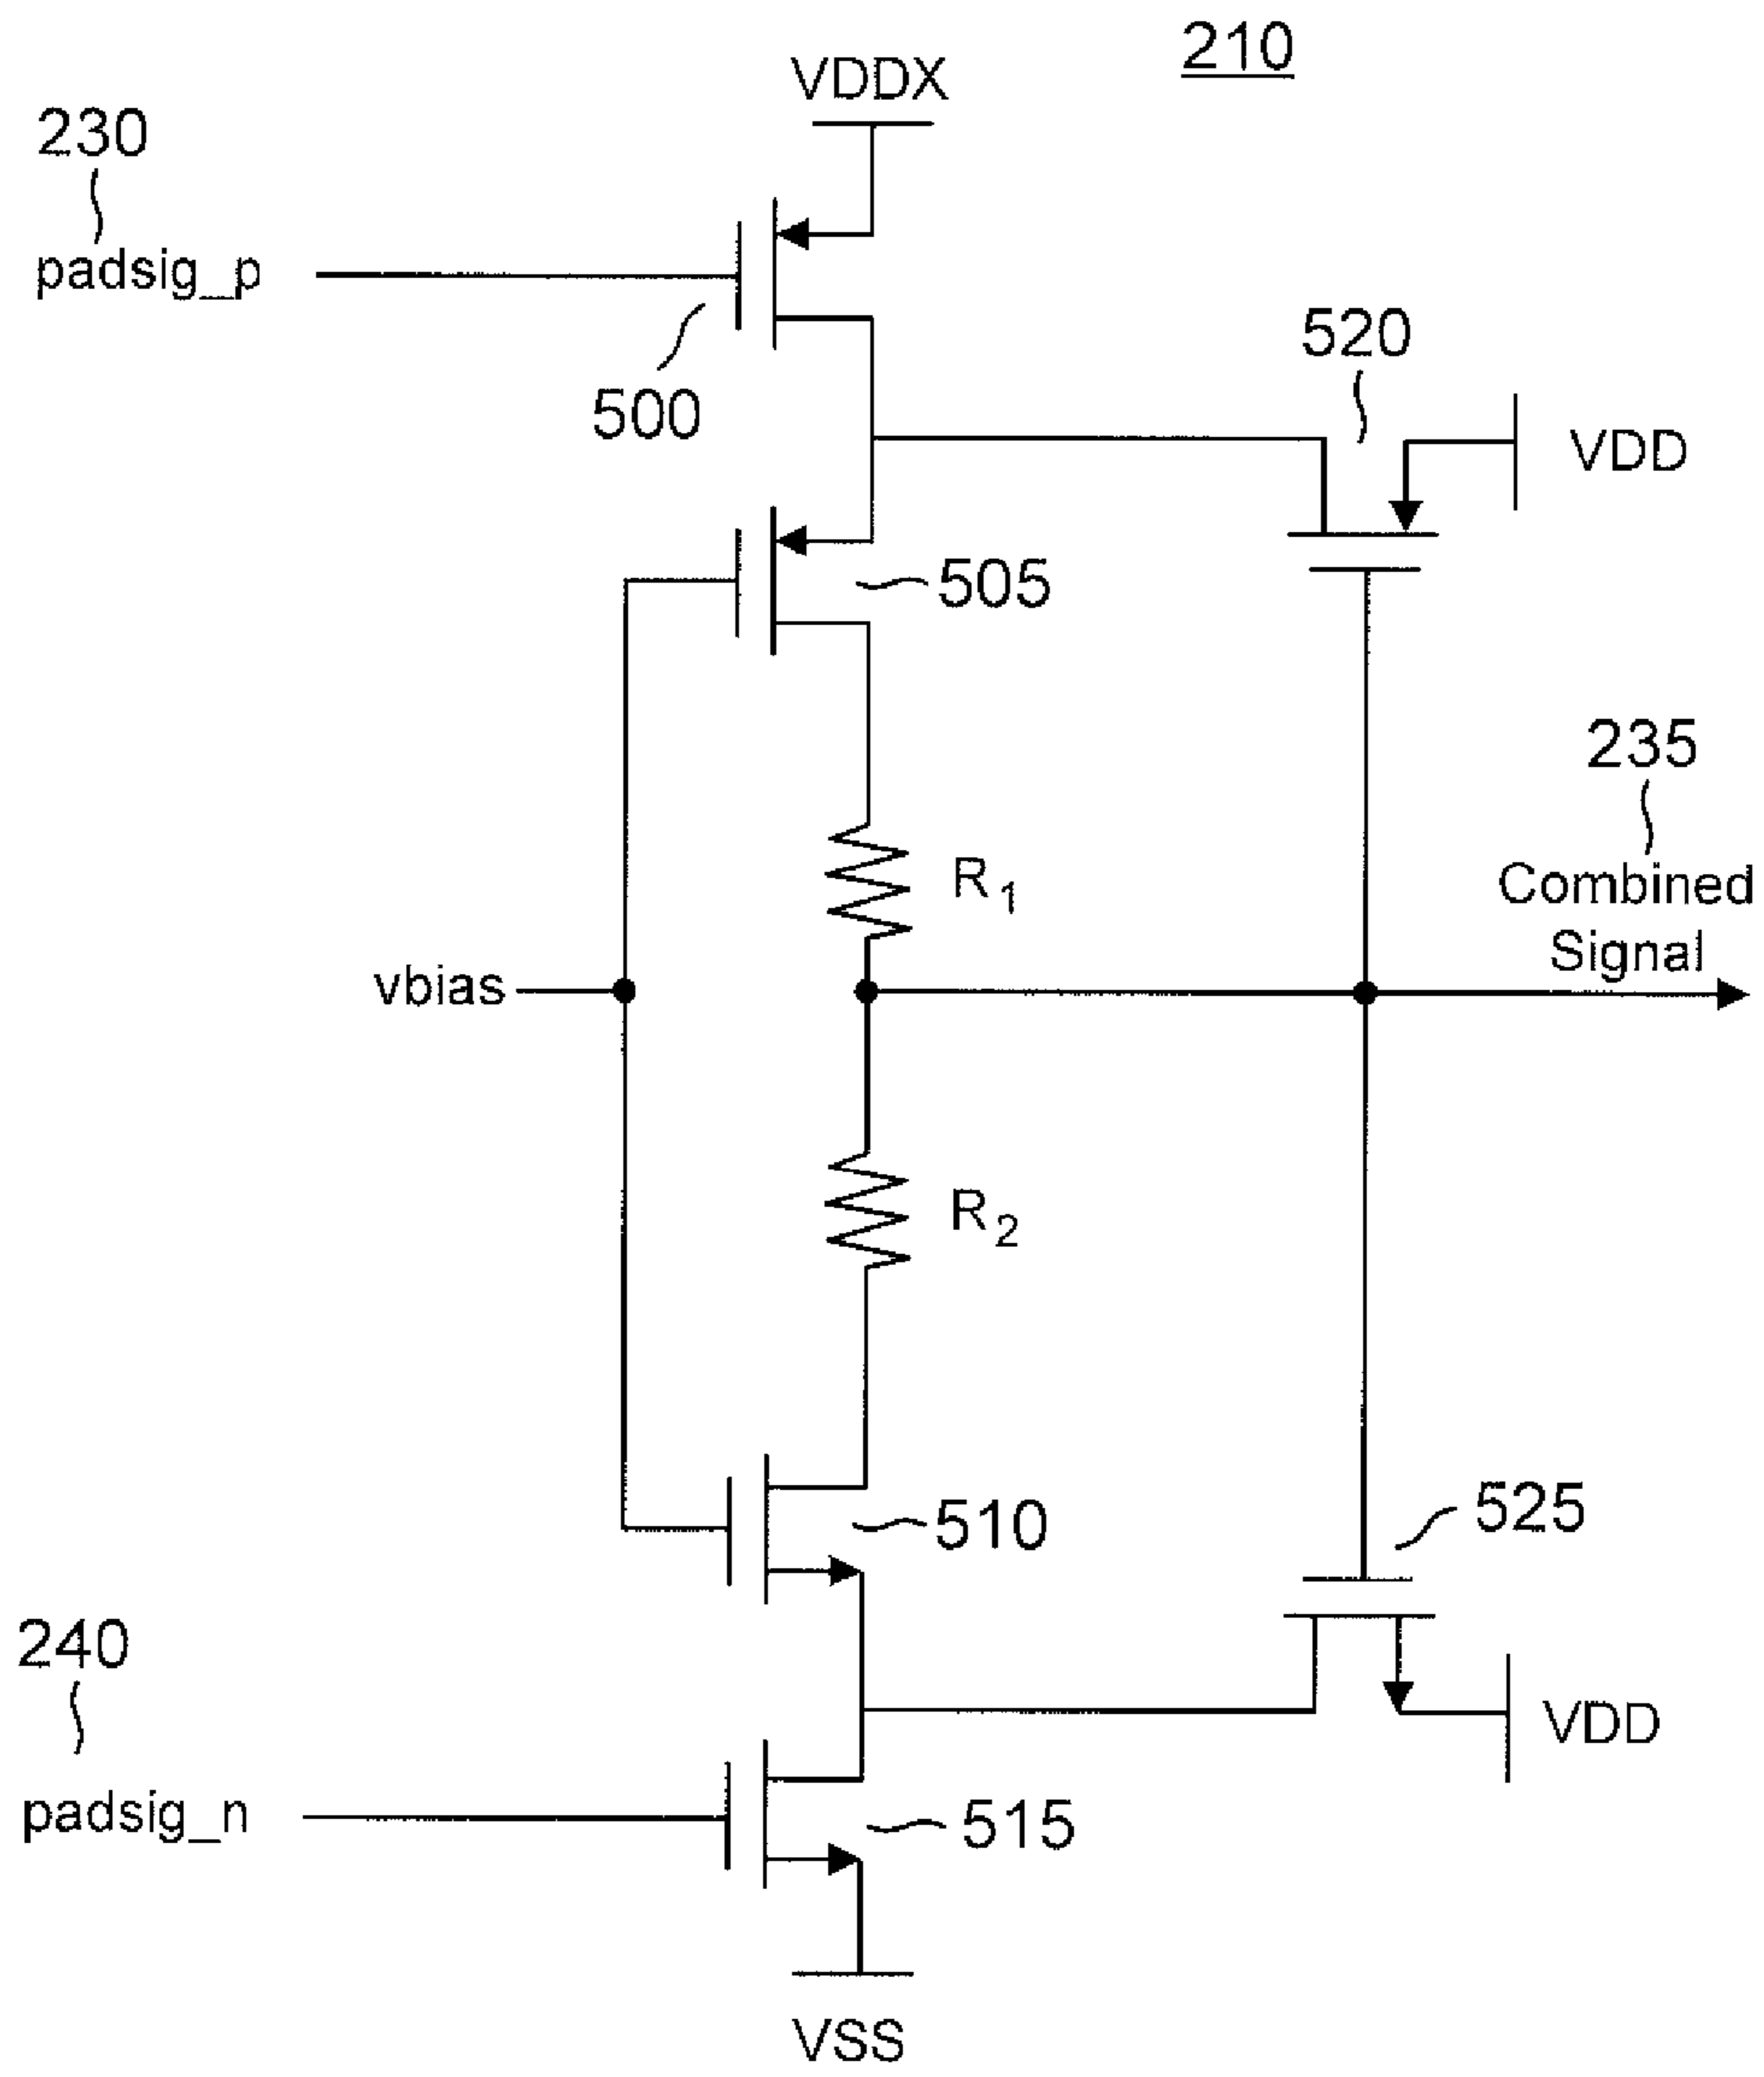 210
VDDX
230
padsig_p
500
520
VDD
505
235
R1
Combined
Signal
vbias
R2
510
525
240
VDD
padsig_n
515
VSS